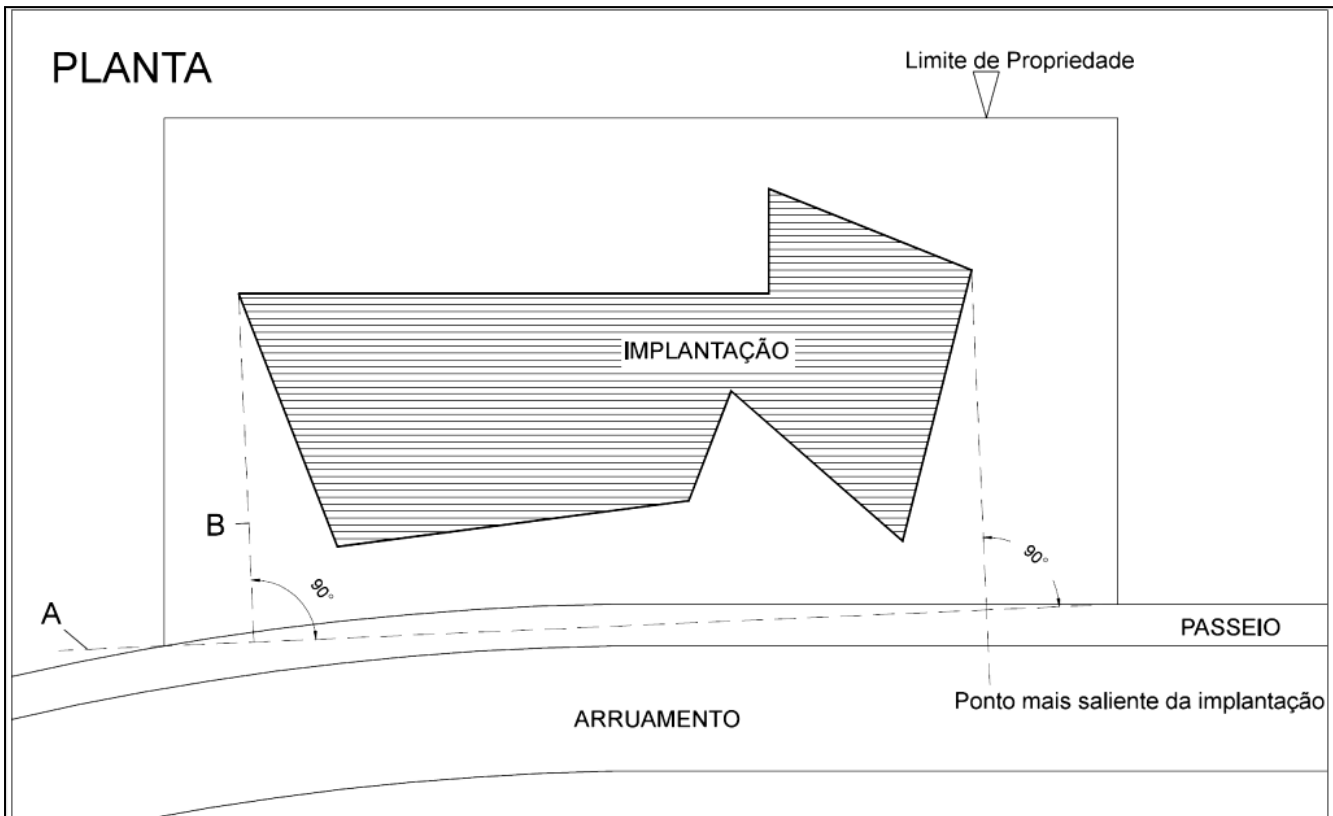 PLANTA
Limite de Propriedade
IMPLANTAÇÃO
B
90°
90°
A
PASSEIO
Ponto mais saliente da implantação
ARRUAMENTO